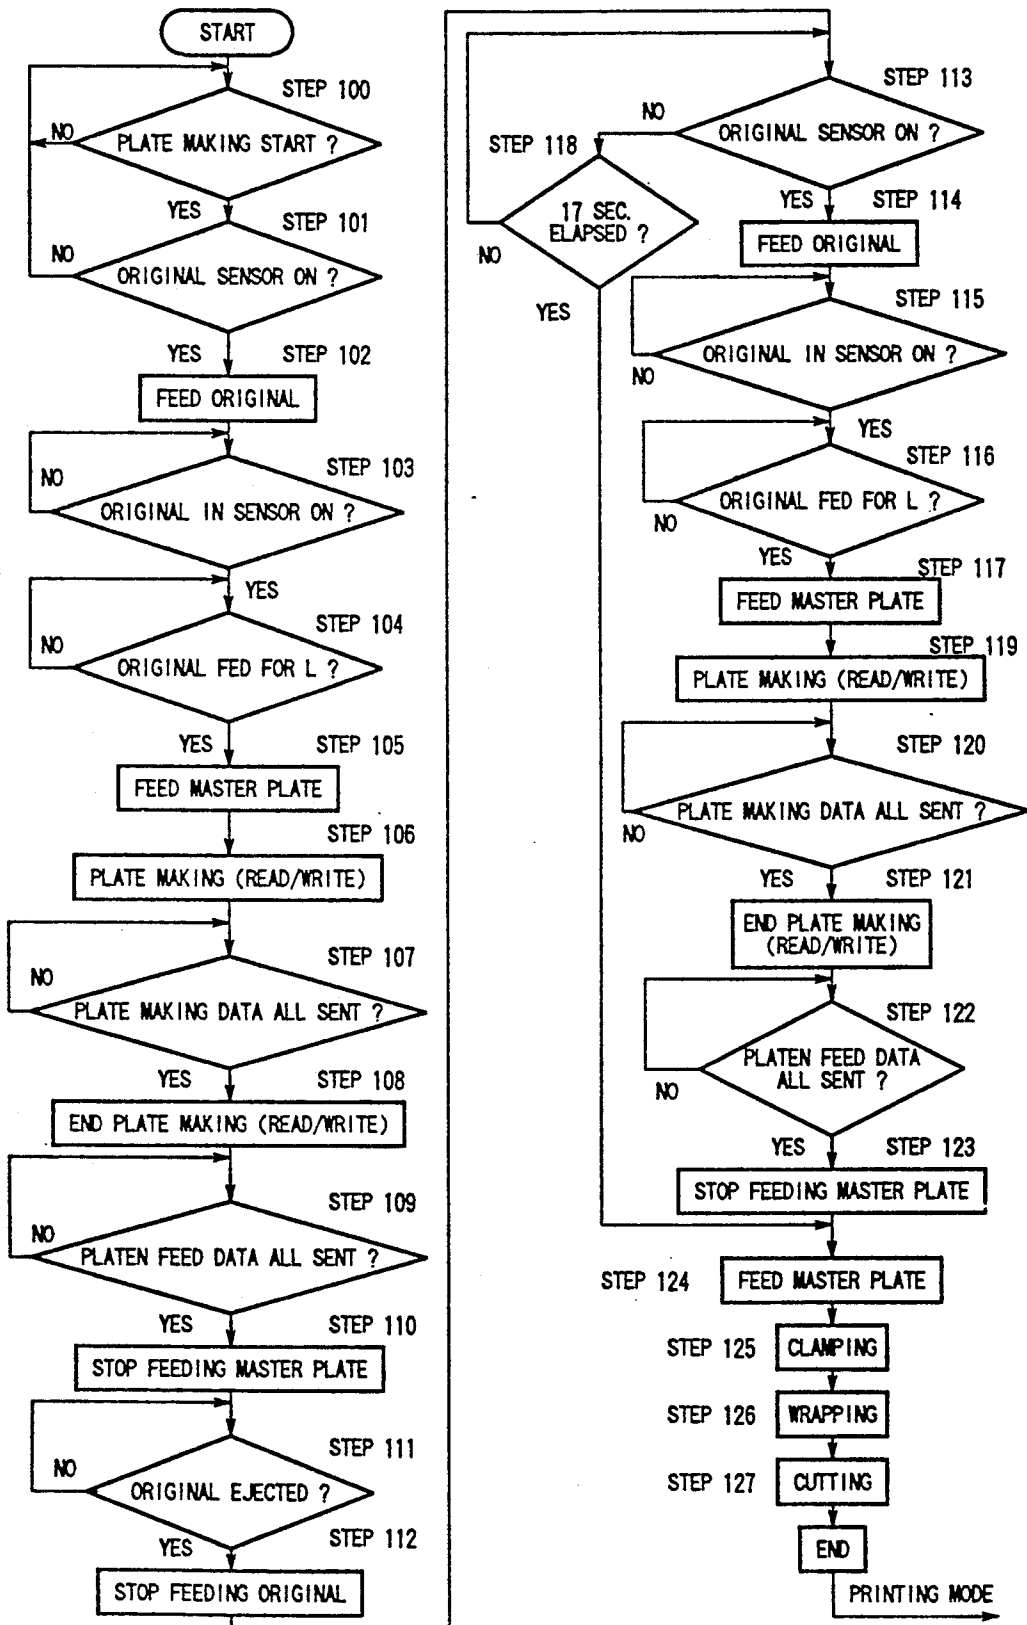 START
STEP 100
NO
PLATE MAKING START ?
YES
STEP 101
NO
ORIGINAL SENSOR ON ?
YES
STEP 102
FEED ORIGINAL
STEP 103
NO
ORIGINAL IN SENSOR ON ?
YES
STEP 104
NO
ORIGINAL FED FOR L ?
YES
STEP 105
FEED MASTER PLATE
STEP 106
PLATE MAKING (READ/WRITE)
STEP 107
NO
PLATE MAKING DATA ALL SENT ?
YES
STEP 108
END PLATE MAKING (READ/WRITE)
STEP 109
NO
PLATEN FEED DATA ALL SENT ?
YES
STEP 110
STOP FEEDING MASTER PLATE
STEP 111
NO
ORIGINAL EJECTED ?
STEP 112
YES
STOP FEEDING ORIGINAL
STEP 113
NO
ORIGINAL SENSOR ON ?
STEP 118
17 SEC.
ELAPSED ?
NO
YES
YES
STEP 114
FEED ORIGINAL
STEP 115
ORIGINAL IN SENSOR ON ?
NO
YES
STEP 116
ORIGINAL FED FOR L ?
NO
YES
STEP 117
FEED MASTER PLATE
STEP 119
PLATE MAKING (READ/WRITE)
STEP 120
PLATE MAKING DATA ALL SENT ?
NO
YES
STEP 121
END PLATE MAKING
(READ/WRITE)
STEP 122
PLATEN FEED DATA
ALL SENT ?
NO
YES
STEP 123
STOP FEEDING MASTER PLATE
STEP 124
FEED MASTER PLATE
STEP 125
CLAMPING
STEP 126
WRAPPING
STEP 127
CUTTING
END
PRINTING MODE